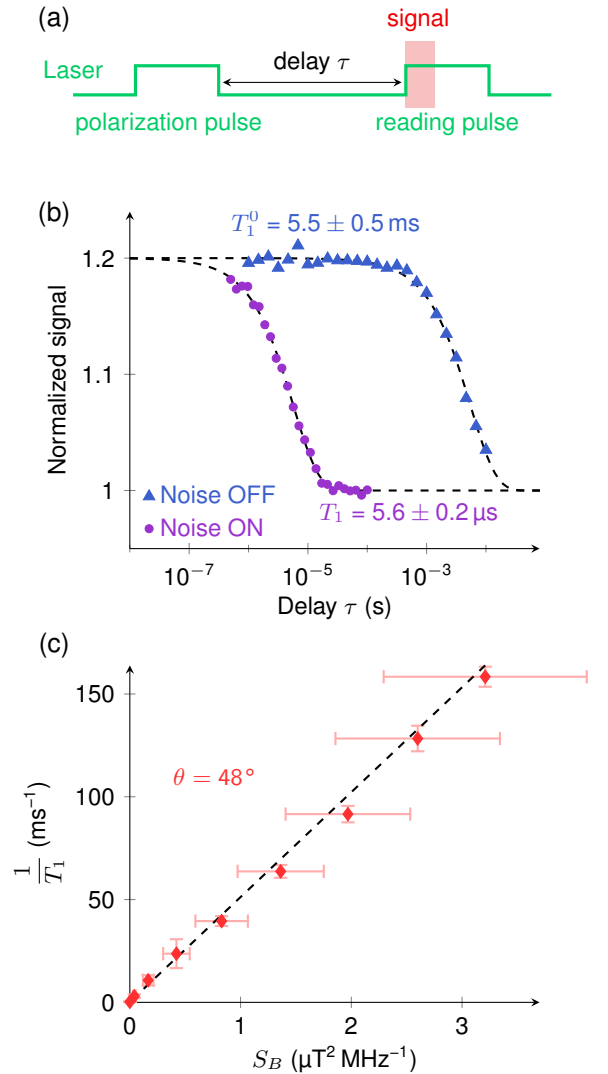 (a)
signal
Laser
delay τ
polarization pulse
reading pulse
(b)
T₁⁰ = 5.5 ± 0.5 ms
1.2
1.1
1
Normalized signal
Noise OFF
Noise ON
T₁ = 5.6 ± 0.2 µs
10⁻⁷
10⁻⁵
10⁻³
Delay τ (s)
(c)
150
100
50
0
1/T₁ (ms⁻¹)
θ = 48°
0
1
2
3
S_B (µT² MHz⁻¹)